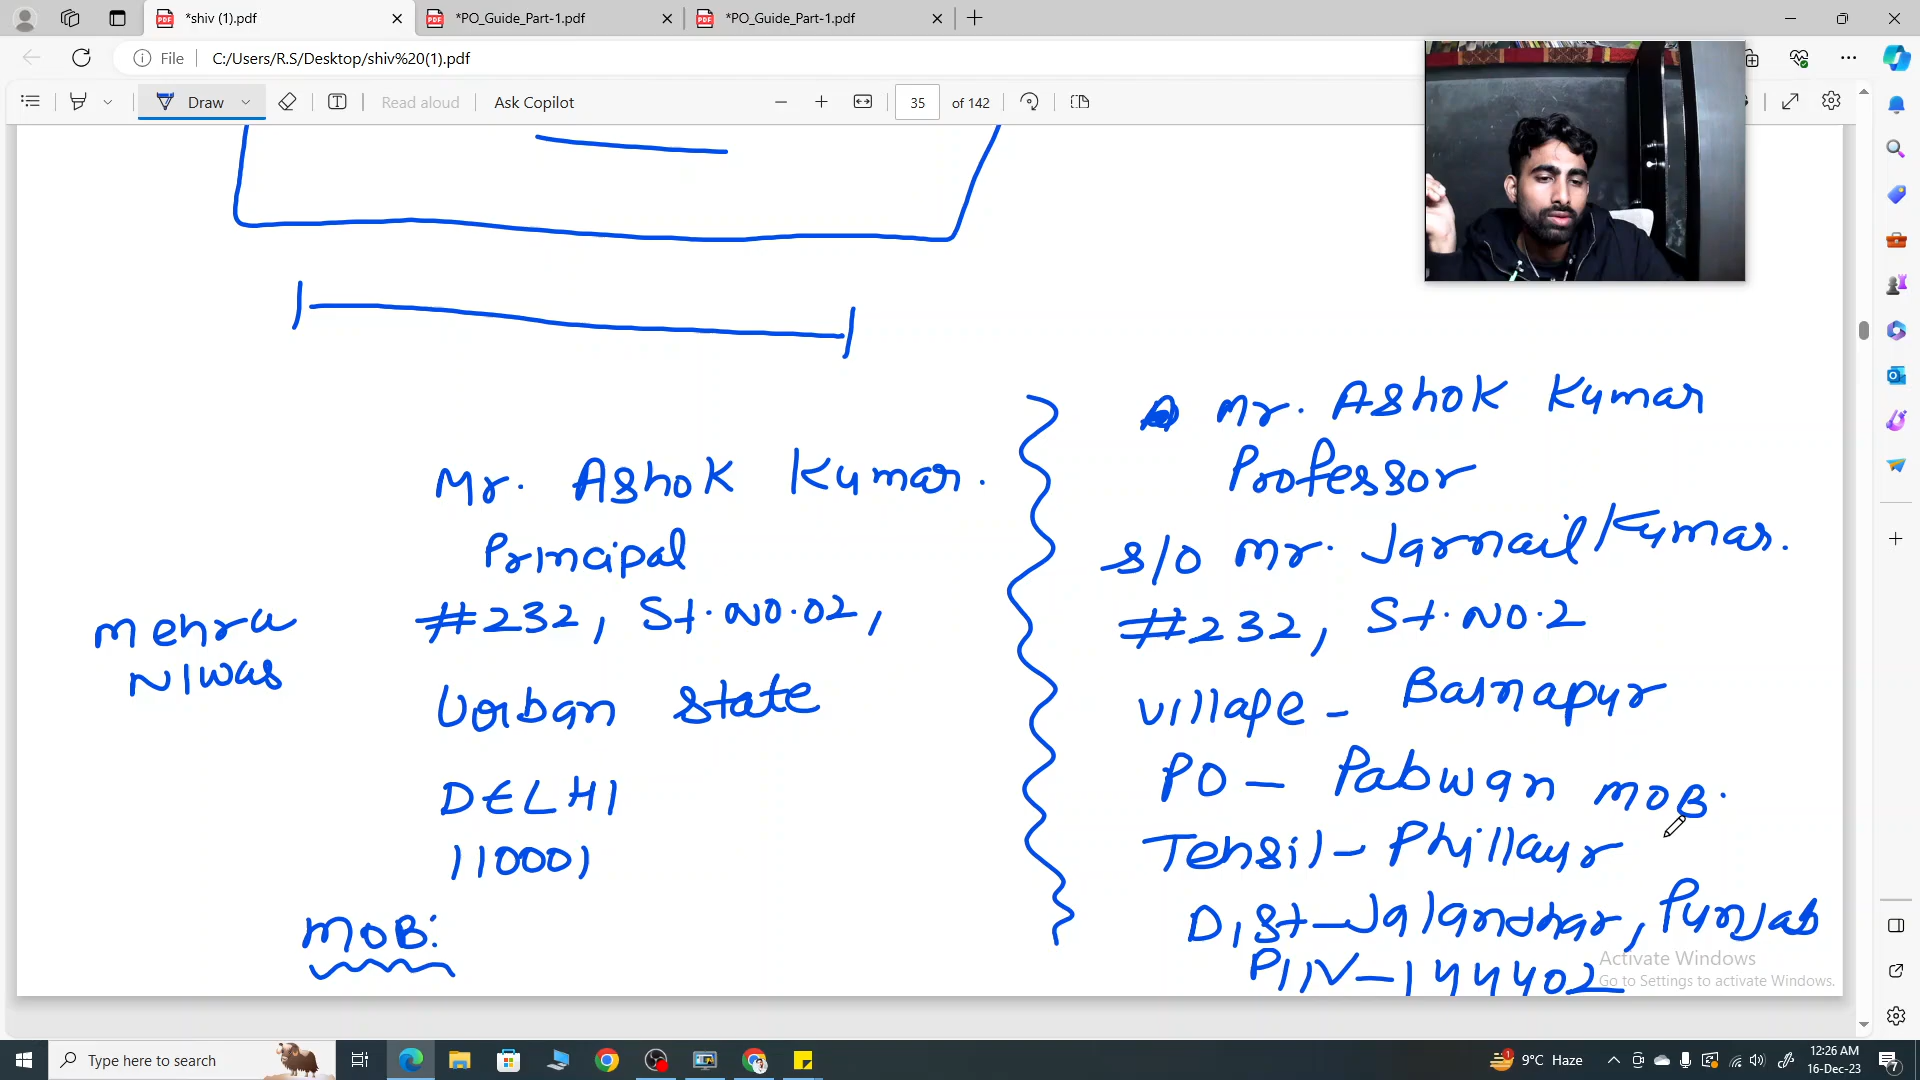 *shiv (1).pdf
*PO_Guide_Part-1.pdf
*PO_Guide_Part-1.pdf
File
C:/Users/R.S/Desktop/shiv%20(1).pdf
Draw
Read aloud
Ask Copilot
35
of 142
Mr. Ashok Kumar.
Principal
#232, St. No. 02,
Mehra
Niwas
Urban State
DELHI
110001
MOB:
Mr. Ashok Kumar
Professor
S/O Mr. Jarnail Kumar.
#232, St. No. 2
Village -
PO - Pabwan
MOB.
Tehsil - Phillaur
Dist - Jalandhar, Punjab
PIN - 144402
Activate Windows
Go to Settings to activate Windows.
Type here to search
9°C Haze
12:26 AM
16-Dec-23
7